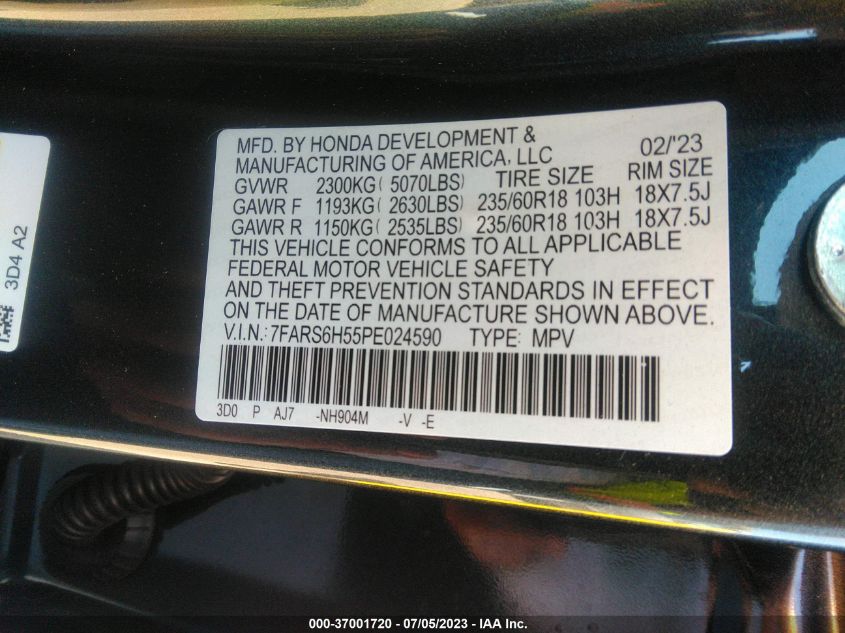 MFD. BY HONDA DEVELOPMENT & 02/'23
MANUFACTURING OF AMERICA, LLC
GVWR 2300KG( 5070LBS) TIRE SIZE RIM SIZE
GAWR F 1193KG( 2630LBS) 235/60R18 103H 18X7.5J
GAWR R 1150KG( 2535LBS) 235/60R18 103H 18X7.5J
THIS VEHICLE CONFORMS TO ALL APPLICABLE
FEDERAL MOTOR VEHICLE SAFETY
AND THEFT PREVENTION STANDARDS IN EFFECT
ON THE DATE OF MANUFACTURE SHOWN ABOVE.
V.I.N.: 7FARS6H55PE024590 TYPE: MPV
3D0 P AJ7 -NH904M -V -E
3D4 A2
000-37001720 - 07/05/2023 - IAA Inc.